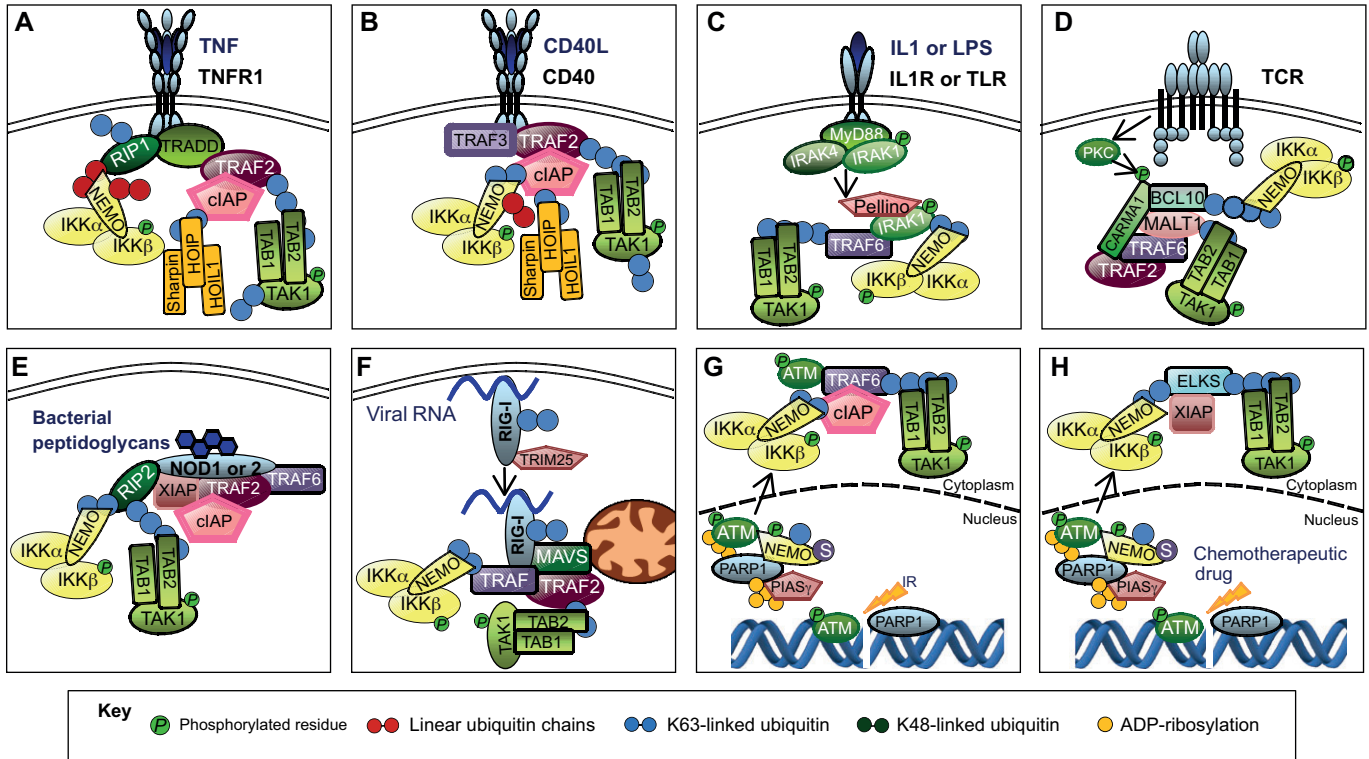 A
TNF
TNFR1
RIP1
TRADD
TRAF2
cIAP
NEMO
IKKα
IKKβ
P
HOIP
Sharpin
HOIL1
TAB1
TAB2
TAK1
P
B
CD40L
CD40
TRAF3
TRAF2
cIAP
NEMO
IKKα
IKKβ
P
HOIP
Sharpin
HOIL1
TAB1
TAB2
TAK1
P
C
IL1 or LPS
IL1R or TLR
MyD88
IRAK4
IRAK1
P
Pellino
IRAK1
P
TRAF6
NEMO
TAB1
TAB2
TAK1
P
P
IKKβ
IKKα
D
TCR
PKC
P
CARMA1
BCL10
MALT1
TRAF6
TRAF2
NEMO
IKKα
IKKβ
P
TAB2
TAB1
TAK1
P
E
Bacterial
peptidoglycans
NOD1 or 2
RIP2
XIAP
TRAF2
TRAF6
cIAP
NEMO
IKKα
IKKβ
P
TAB1
TAB2
TAK1
P
F
Viral RNA
RIG-I
TRIM25
RIG-I
MAVS
TRAF
TRAF2
NEMO
IKKα
IKKβ
P
P
TAK1
TAB2
TAB1
G
P
ATM
TRAF6
cIAP
NEMO
IKKα
IKKβ
P
TAB1
TAB2
TAK1
P
Cytoplasm
Nucleus
P
ATM
P
NEMO
S
PARP1
PIASγ
IR
P
ATM
PARP1
H
ELKS
XIAP
NEMO
IKKα
IKKβ
P
TAB1
TAB2
TAK1
P
Cytoplasm
Nucleus
P
ATM
P
NEMO
S
PARP1
PIASγ
Chemotherapeutic
drug
P
ATM
PARP1
Key
P Phosphorylated residue
Linear ubiquitin chains
K63-linked ubiquitin
K48-linked ubiquitin
ADP-ribosylation